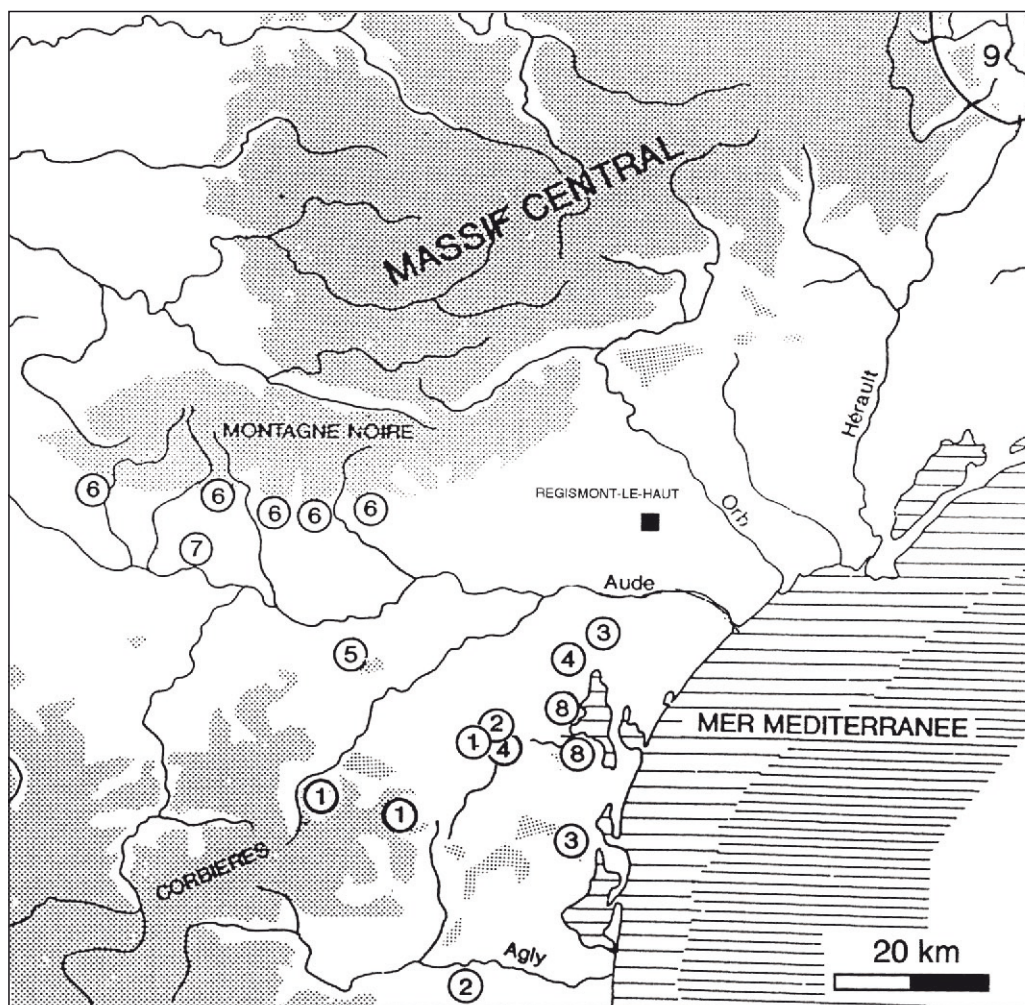 9
MASSIF CENTRAL
Hérault
MONTAGNE NOIRE
6
6
6
6
6
REGISMONT-LE-HAUT
Orb
7
Aude
3
5
4
8
2
1
4
8
MER MEDITERRANEE
1
1
3
CORBIERES
Agly
2
20 km